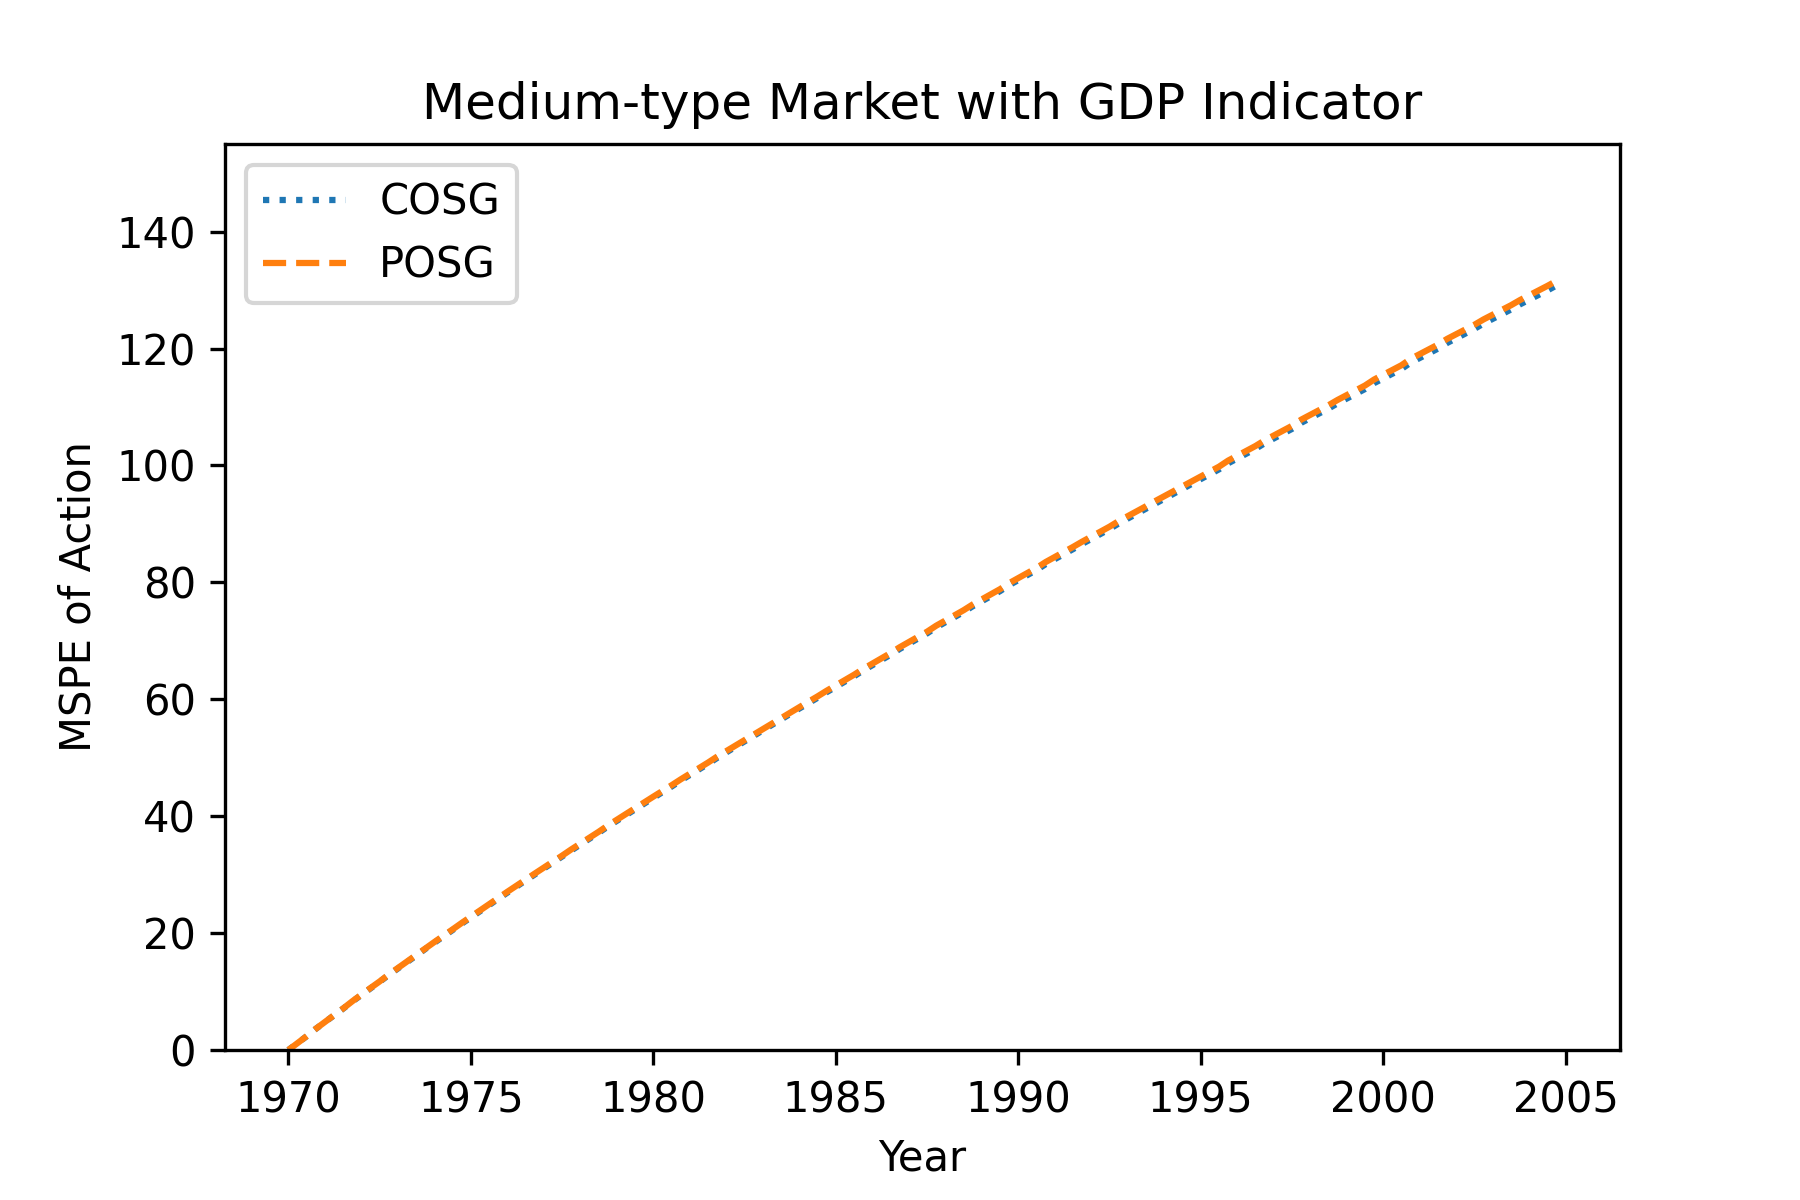 Medium-type Market with GDP Indicator
COSG
POSG
MSPE of Action
140
120
100
80
60
40
20
0
1970 1975 1980 1985 1990 1995 2000 2005
Year